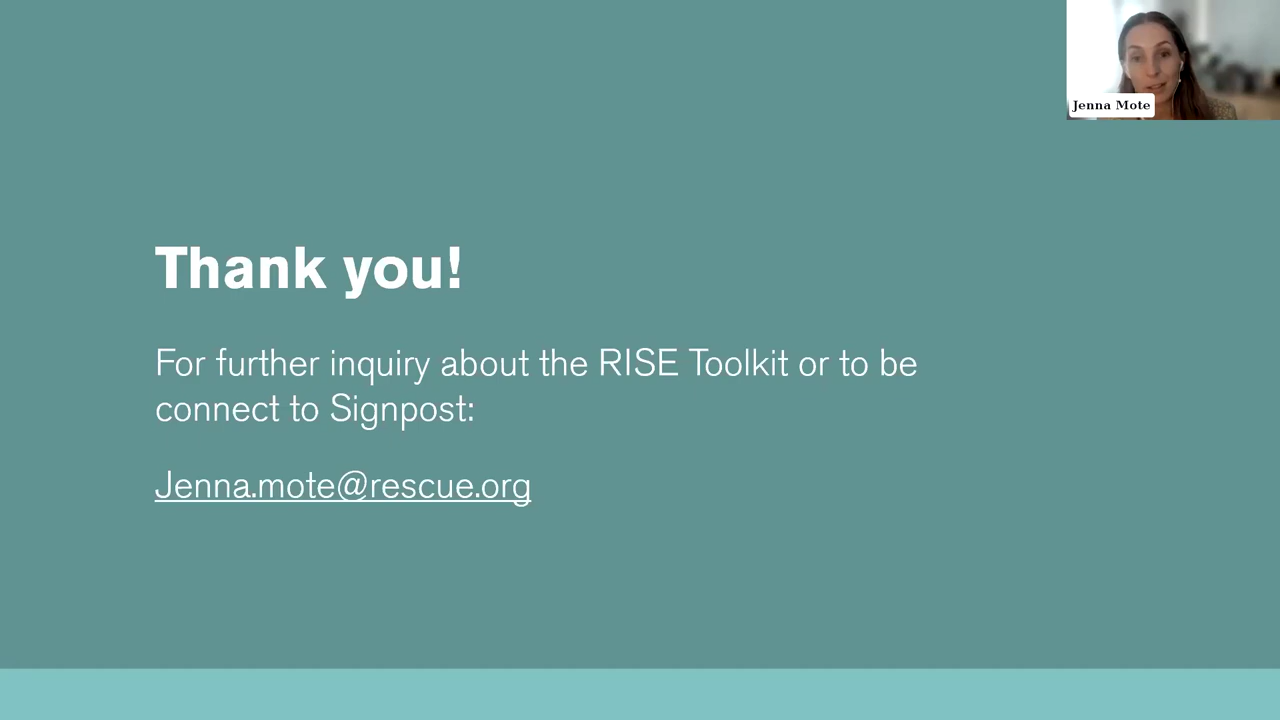 Jenna Mote
Thank you!
For further inquiry about the RISE Toolkit or to be
connect to Signpost:
Jenna.mote@rescue.org